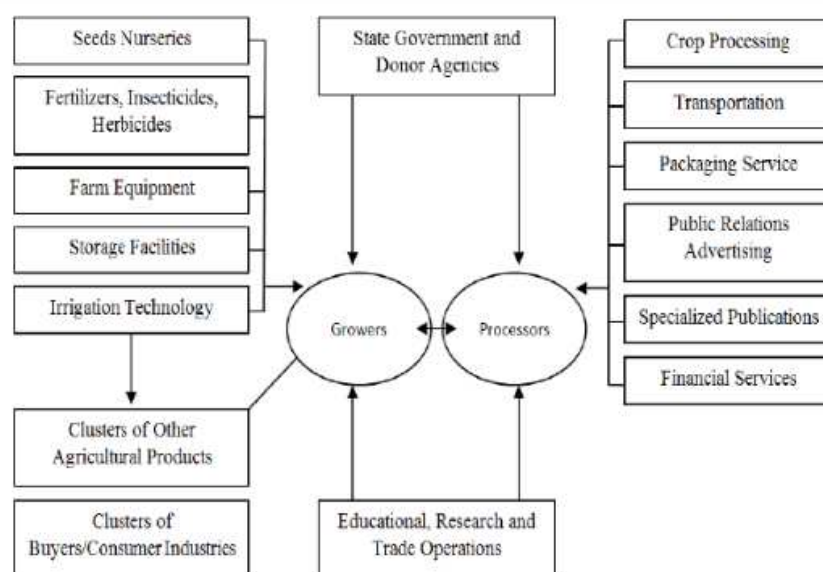 Seeds Nurseries
Fertilizers, Insecticides,
Herbicides
Farm Equipment
Storage Facilities
Irrigation Technology
Clusters of Other
Agricultural Products
Clusters of
Buyers/Consumer Industries
State Government and
Donor Agencies
Growers
Processors
Educational, Research and
Trade Operations
Crop Processing
Transportation
Packaging Service
Public Relations
Advertising
Specialized Publications
Financial Services